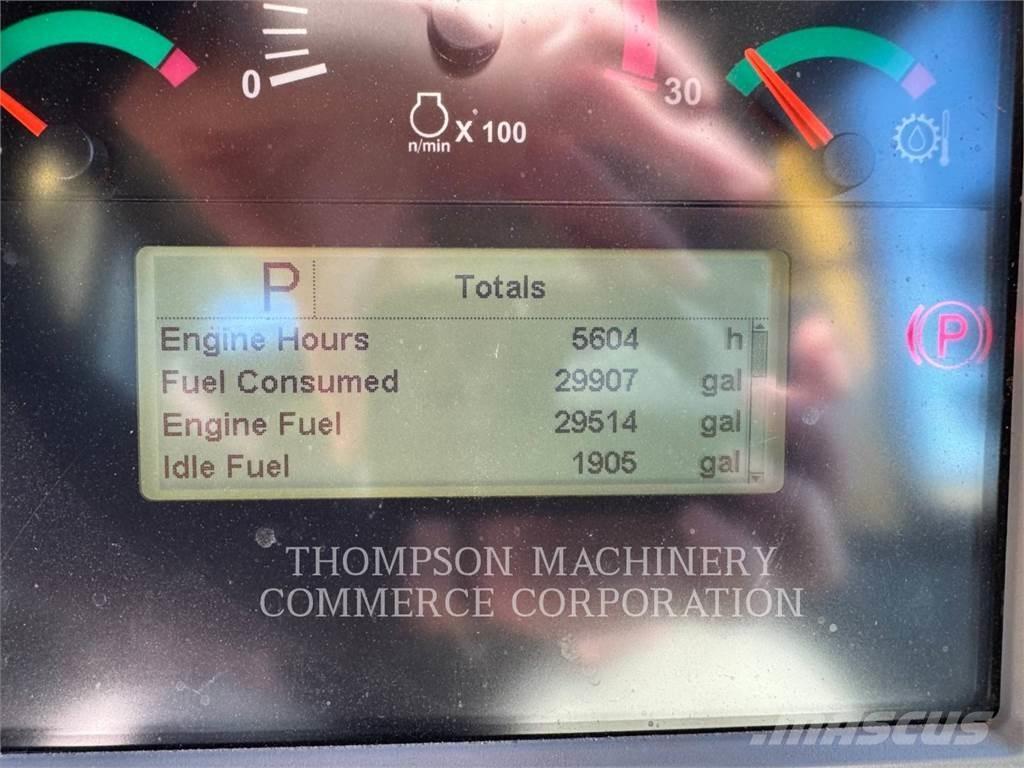 0
30
n/min X 100
P Totals
Engine Hours 5604 h
Fuel Consumed 29907 gal
Engine Fuel 29514 gal
Idle Fuel 1905 gal
P
THOMPSON MACHINERY
COMMERCE CORPORATION
MASCUS